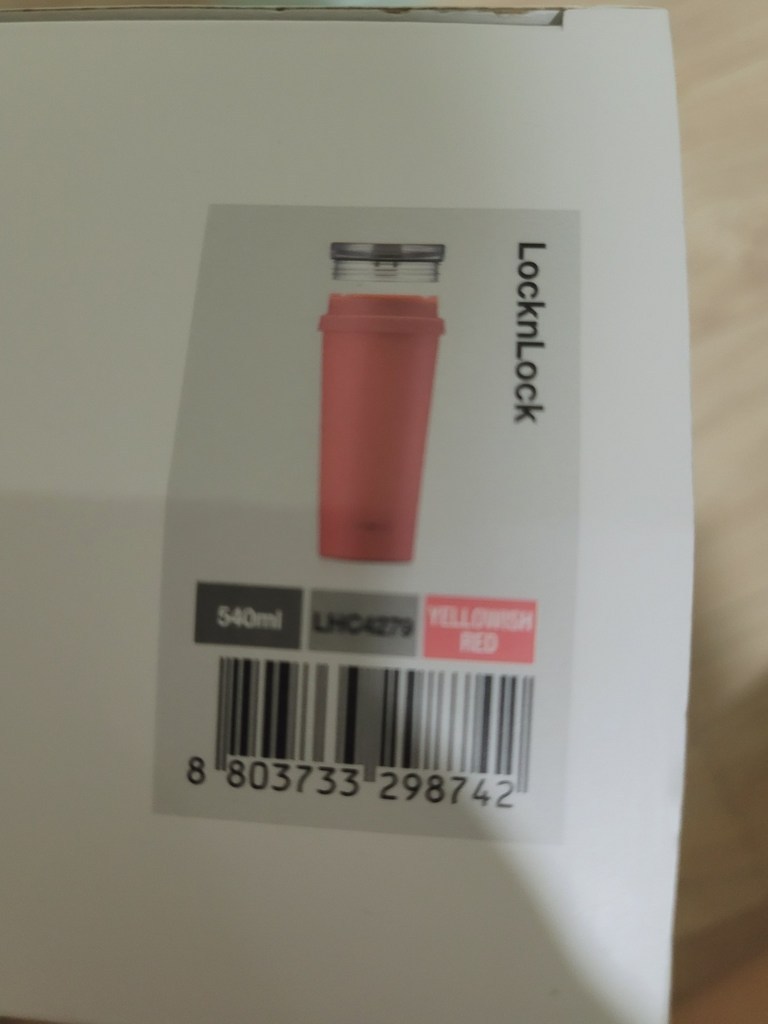 LocknLock
540ml
LHC4279
YELLOWISH
RED
8 803733 298742